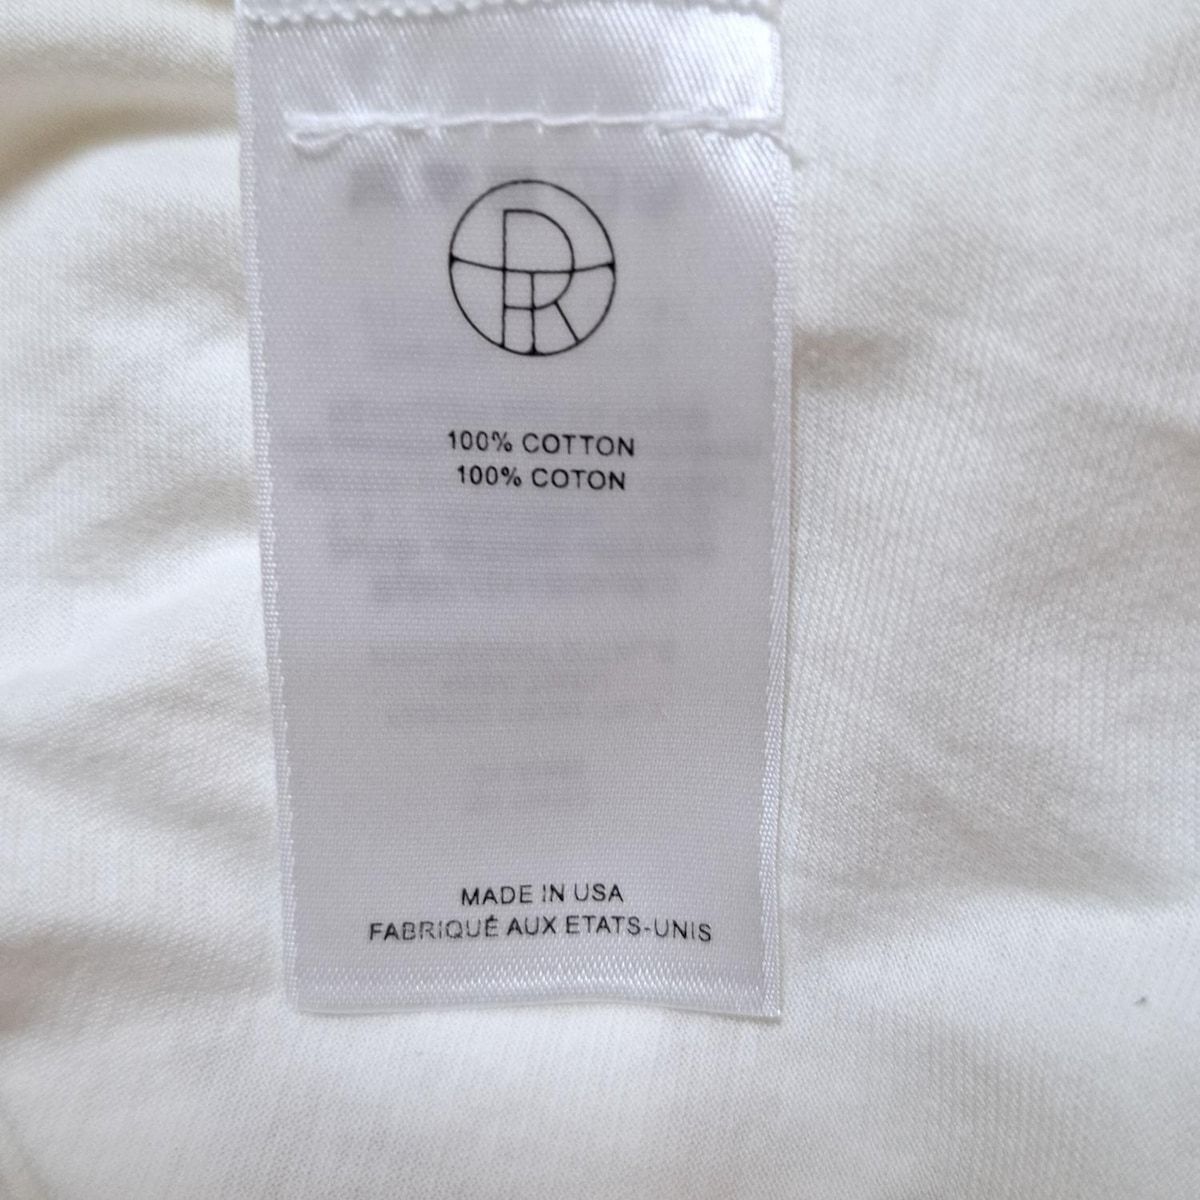 100% COTTON
100% COTON
MADE IN USA
FABRIQUÉ AUX ETATS-UNIS